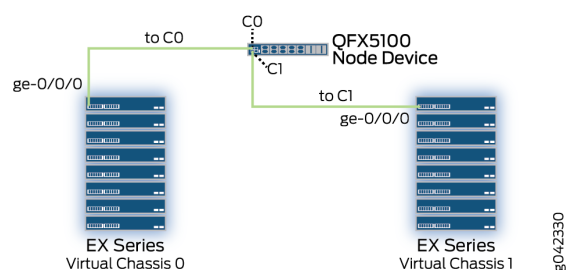 C0
to C0
QFX5100
Node Device
C1
ge-0/0/0
to C1
ge-0/0/0
EX Series
Virtual Chassis 0
EX Series
Virtual Chassis 1
g042330